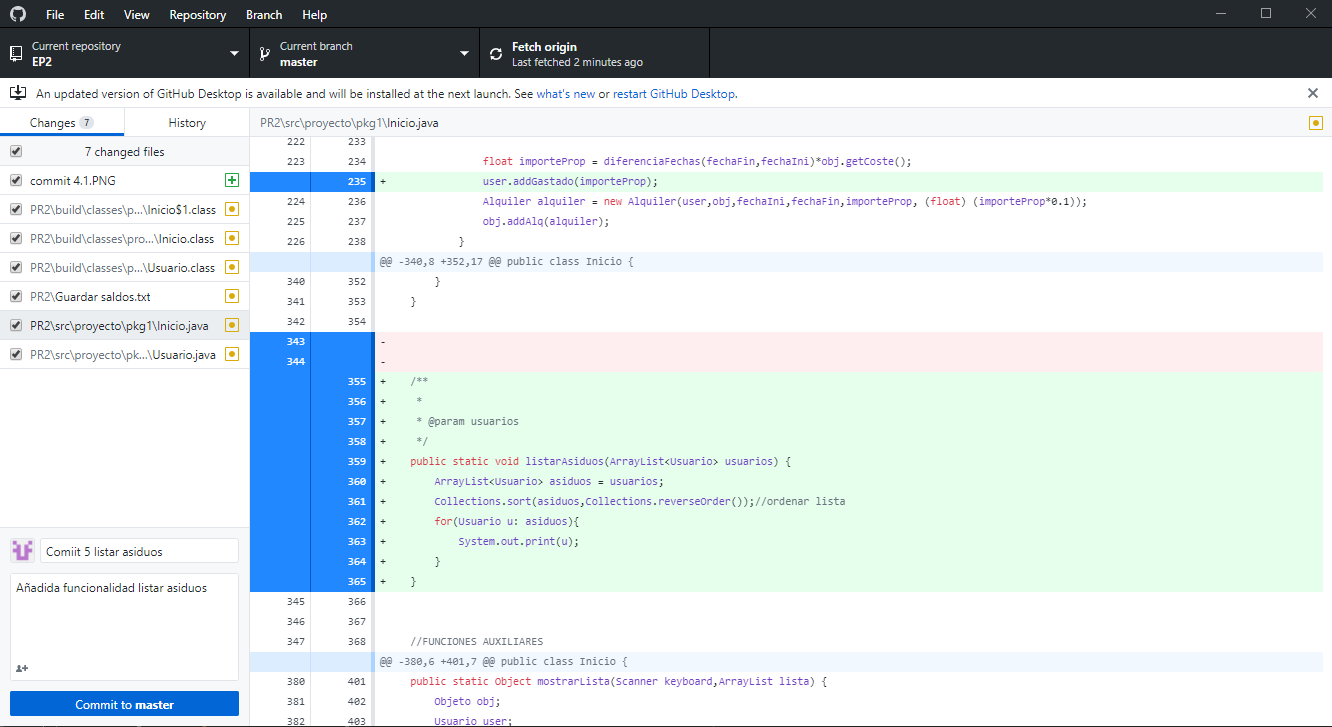 File Edit View Repository Branch Help
Current repository
EP2
Current branch
master
Fetch origin
Last fetched 2 minutes ago
An updated version of GitHub Desktop is available and will be installed at the next launch. See what's new or restart GitHub Desktop.
Changes 7
History
7 changed files
commit 4.1.PNG
PR2\build\classes\p...\Inicio$1.class
PR2\build\classes\pro...\Inicio.class
PR2\build\classes\p...\Usuario.class
PR2\Guardar saldos.txt
PR2\src\proyecto\pkg1\Inicio.java
PR2\src\proyecto\pk...\Usuario.java
Comiit 5 listar asiduos
Añadida funcionalidad listar asiduos
Commit to master
PR2\src\proyecto\pkg1\Inicio.java
222 233
223 234 float importeProp = diferenciaFechas(fechaFin,fechaIni)*obj.getCoste();
235 + user.addGastado(importeProp);
224 236 Alquiler alquiler = new Alquiler(user,obj,fechaIni,fechaFin,importeProp, (float) (importeProp*0.1));
225 237 obj.addAlq(alquiler);
226 238 }
@@ -340,8 +352,17 @@ public class Inicio {
340 352 }
341 353 }
342 354
343 -
344 -
355 + /**
356 + *
357 + * @param usuarios
358 + */
359 + public static void listarAsiduos(ArrayList<Usuario> usuarios) {
360 + ArrayList<Usuario> asiduos = usuarios;
361 + Collections.sort(asiduos,Collections.reverseOrder());//ordenar lista
362 + for(Usuario u: asiduos){
363 + System.out.print(u);
364 + }
365 + }
345 366
346 367
347 368 //FUNCIONES AUXILIARES
@@ -380,6 +401,7 @@ public class Inicio {
380 401 public static Object mostrarLista(Scanner keyboard,ArrayList lista) {
381 402 Objeto obj;
382 403 Usuario user;